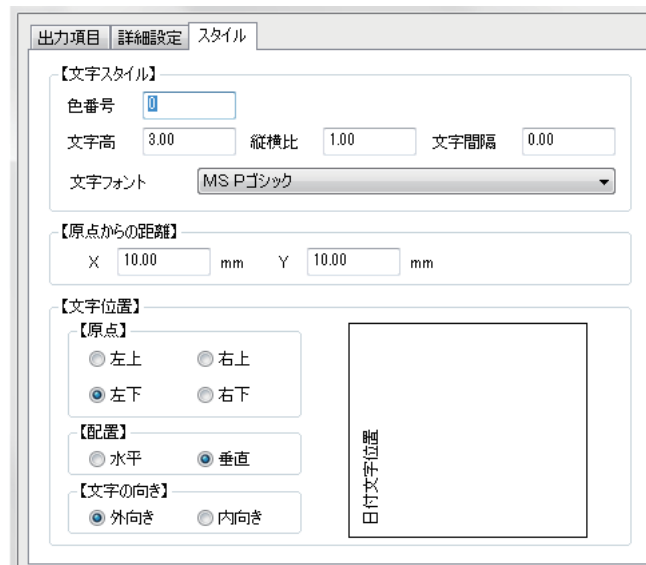 出力項目 詳細設定 スタイル
【文字スタイル】
色番号 0
文字高 3.00 縦横比 1.00 文字間隔 0.00
文字フォント MS Pゴシック
【原点からの距離】
X 10.00 mm Y 10.00 mm
【文字位置】
【原点】
左上 右上
左下 右下
【配置】
水平 垂直
【文字の向き】
外向き 内向き
日付文字位置